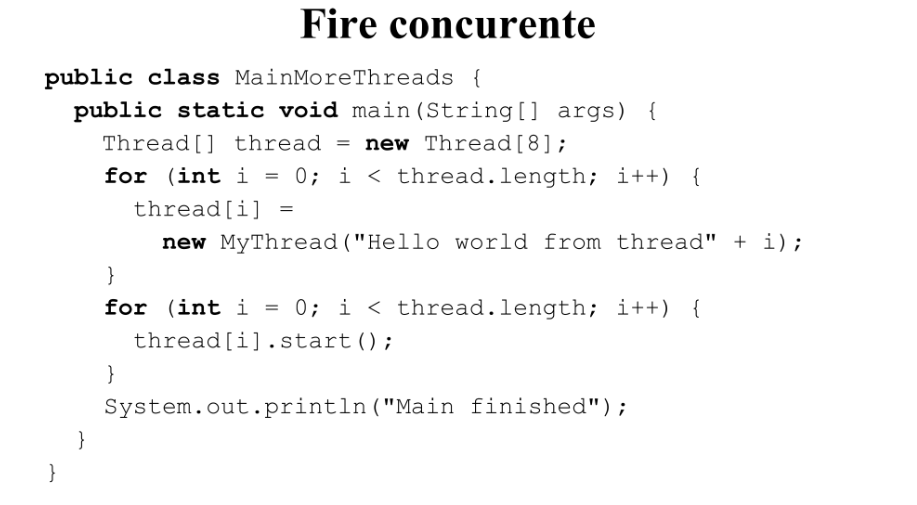 Fire concurente
public class MainMoreThreads {
public static void main(String[] args) {
Thread[] thread = new Thread[8];
for (int i = 0; i < thread.length; i++) {
thread[i] =
new MyThread("Hello world from thread" + i);
}
for (int i = 0; i < thread.length; i++) {
thread[i].start();
}
System.out.println("Main finished");
}
}